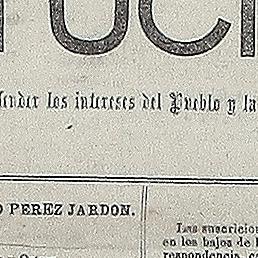 ender los intereses del Pueblo y la
O PEREZ JARDON.
Las suscricion
en los bajos de
respondencia